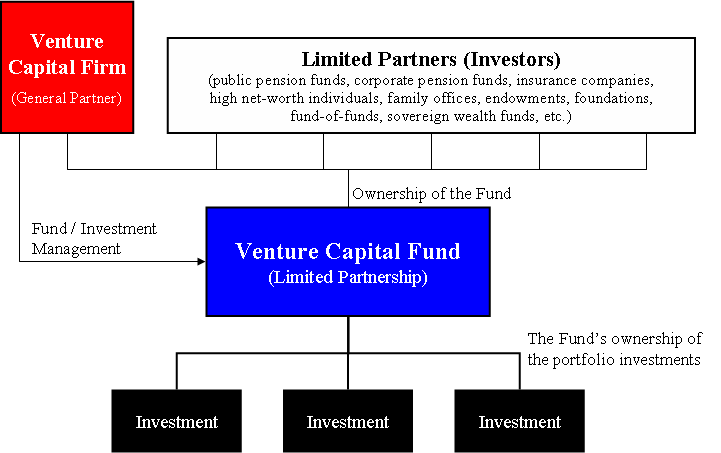 Venture
Capital Firm
(General Partner)
Limited Partners (Investors)
(public pension funds, corporate pension funds, insurance companies,
high net-worth individuals, family offices, endowments, foundations,
fund-of-funds, sovereign wealth funds, etc.)
Ownership of the Fund
Fund / Investment
Management
Venture Capital Fund
(Limited Partnership)
The Fund's ownership of
the portfolio investments
Investment
Investment
Investment